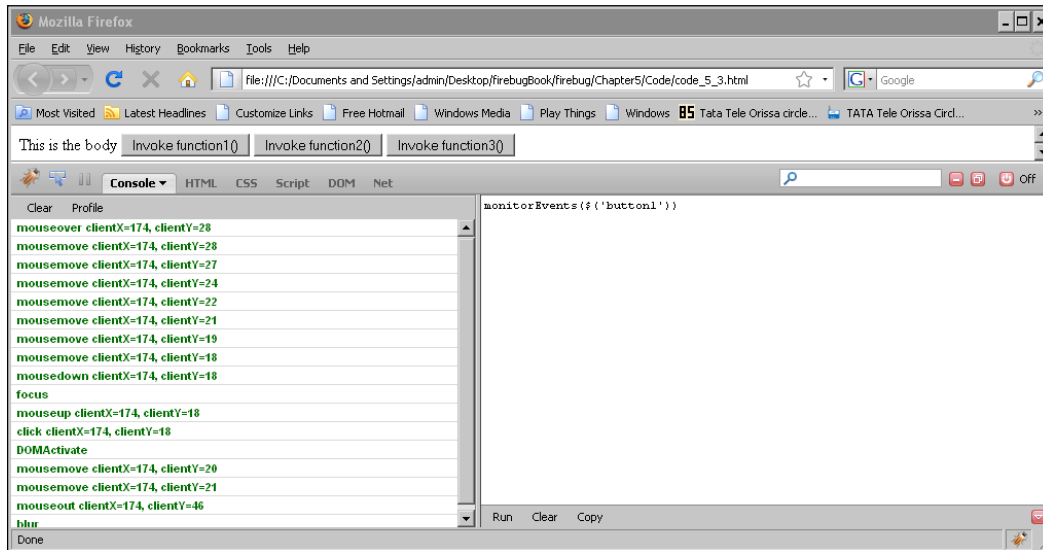 Mozilla Firefox
File Edit View History Bookmarks Tools Help
file:///C:/Documents and Settings/admin/Desktop/firebugBook/firebug/Chapter5/Code/code_5_3.html
G Google
Most Visited Latest Headlines Customize Links Free Hotmail Windows Media Play Things Windows 85 Tata Tele Orissa circle... TATA Tele Orissa Circl... »
This is the body Invoke function1() Invoke function2() Invoke function3()
Console HTML CSS Script DOM Net Off
Clear Profile
monitorEvents($('button1'))
mouseover clientX=174, clientY=28
mousemove clientX=174, clientY=28
mousemove clientX=174, clientY=27
mousemove clientX=174, clientY=24
mousemove clientX=174, clientY=22
mousemove clientX=174, clientY=21
mousemove clientX=174, clientY=19
mousemove clientX=174, clientY=18
mousedown clientX=174, clientY=18
focus
mouseup clientX=174, clientY=18
click clientX=174, clientY=18
DOMActivate
mousemove clientX=174, clientY=20
mousemove clientX=174, clientY=21
mouseout clientX=174, clientY=46
blur
Run Clear Copy
Done